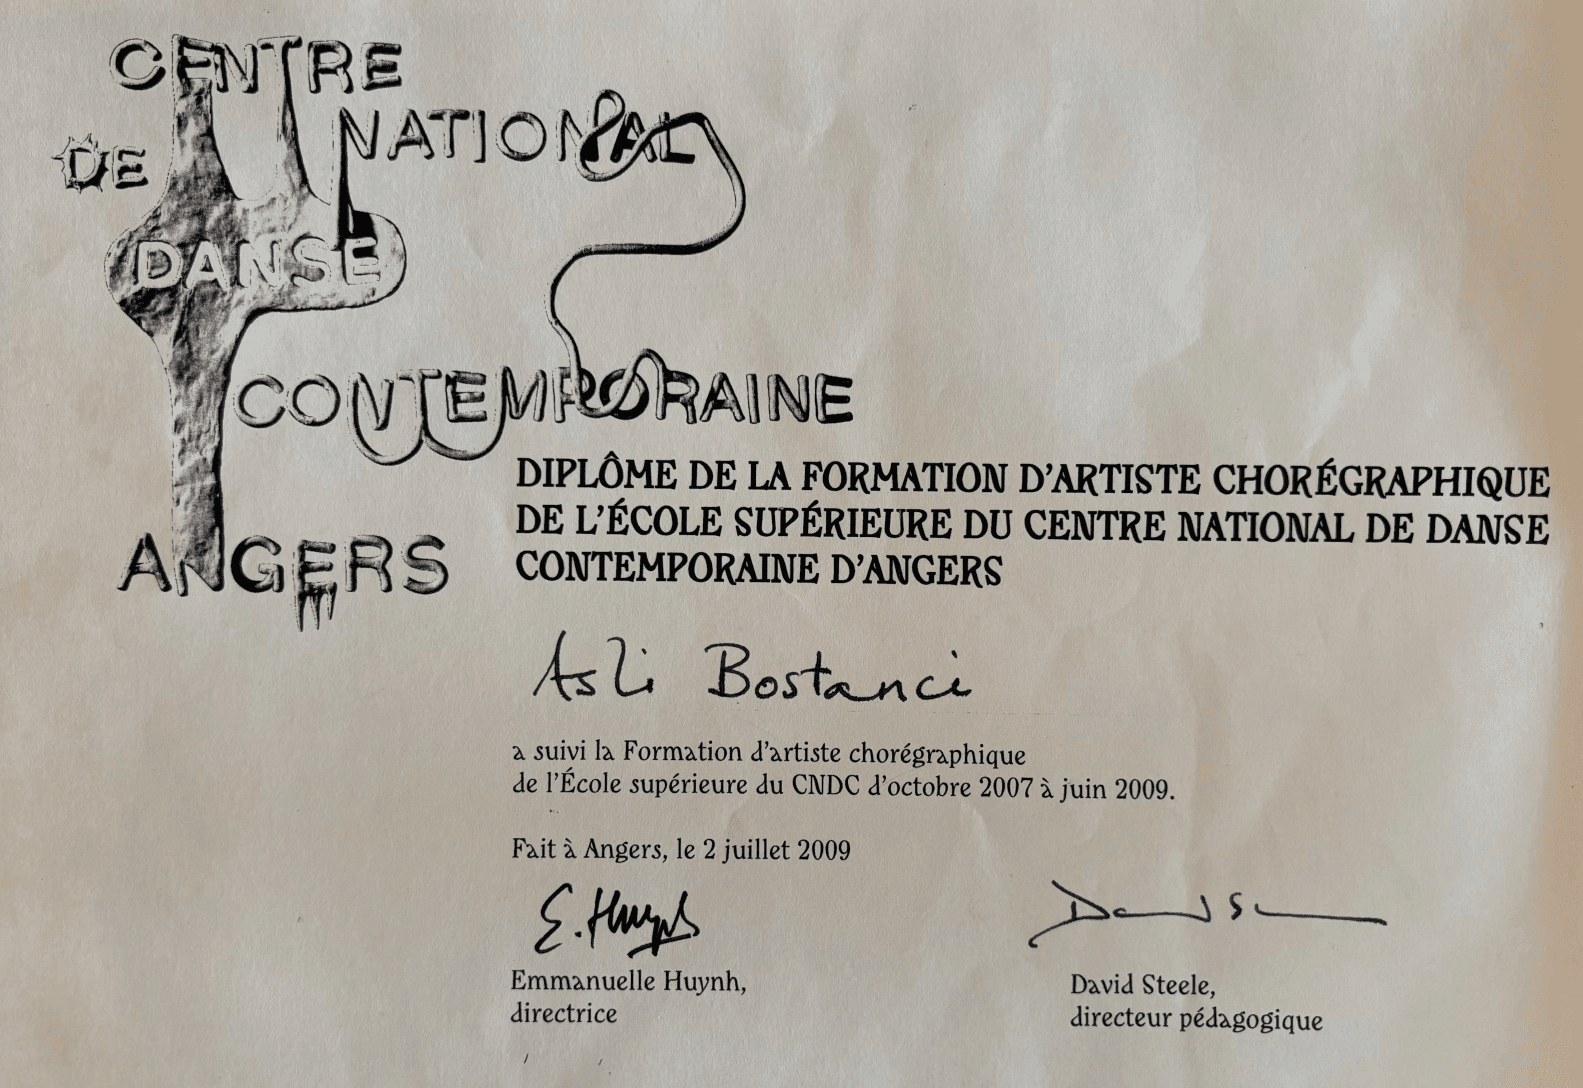 CENTRE
NATIONAL
DE
DANSE
CONTEMPORAINE
ANGERS
DIPLÔME DE LA FORMATION D'ARTISTE CHORÉGRAPHIQUE
DE L'ÉCOLE SUPÉRIEURE DU CENTRE NATIONAL DE DANSE
CONTEMPORAINE D'ANGERS
Asli Bostanci
a suivi la Formation d'artiste chorégraphique
de l'École supérieure du CNDC d'octobre 2007 à juin 2009.
Fait à Angers, le 2 juillet 2009
E. Huynh
Emmanuelle Huynh,
directrice
David Steele,
directeur pédagogique